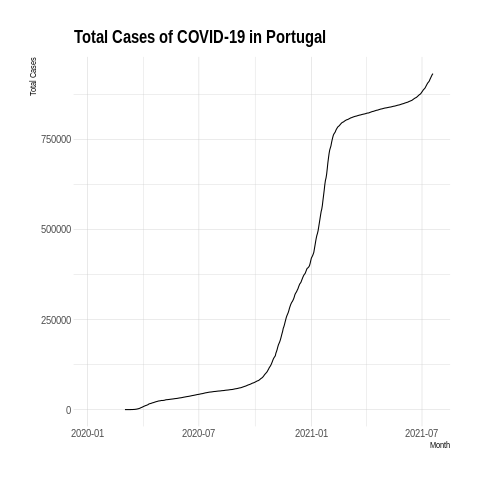 Total Cases of COVID-19 in Portugal
Total Cases
750000
500000
250000
0
2020-01 2020-07 2021-01 2021-07
Month